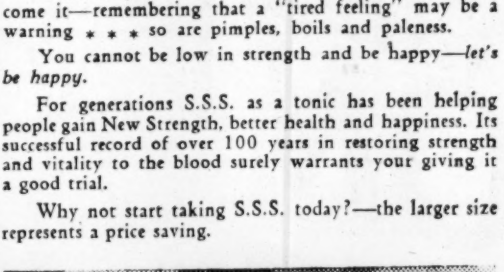 come it—remembering that a "tired feeling" may be a
warning * * * so are pimples, boils and paleness.
You cannot be low in strength and be happy—let's
be happy.
For generations S.S.S. as a tonic has been helping
people gain New Strength, better health and happiness. Its
successful record of over 100 years in restoring strength
and vitality to the blood surely warrants your giving it
a good trial.
Why not start taking S.S.S. today?—the larger size
represents a price saving.